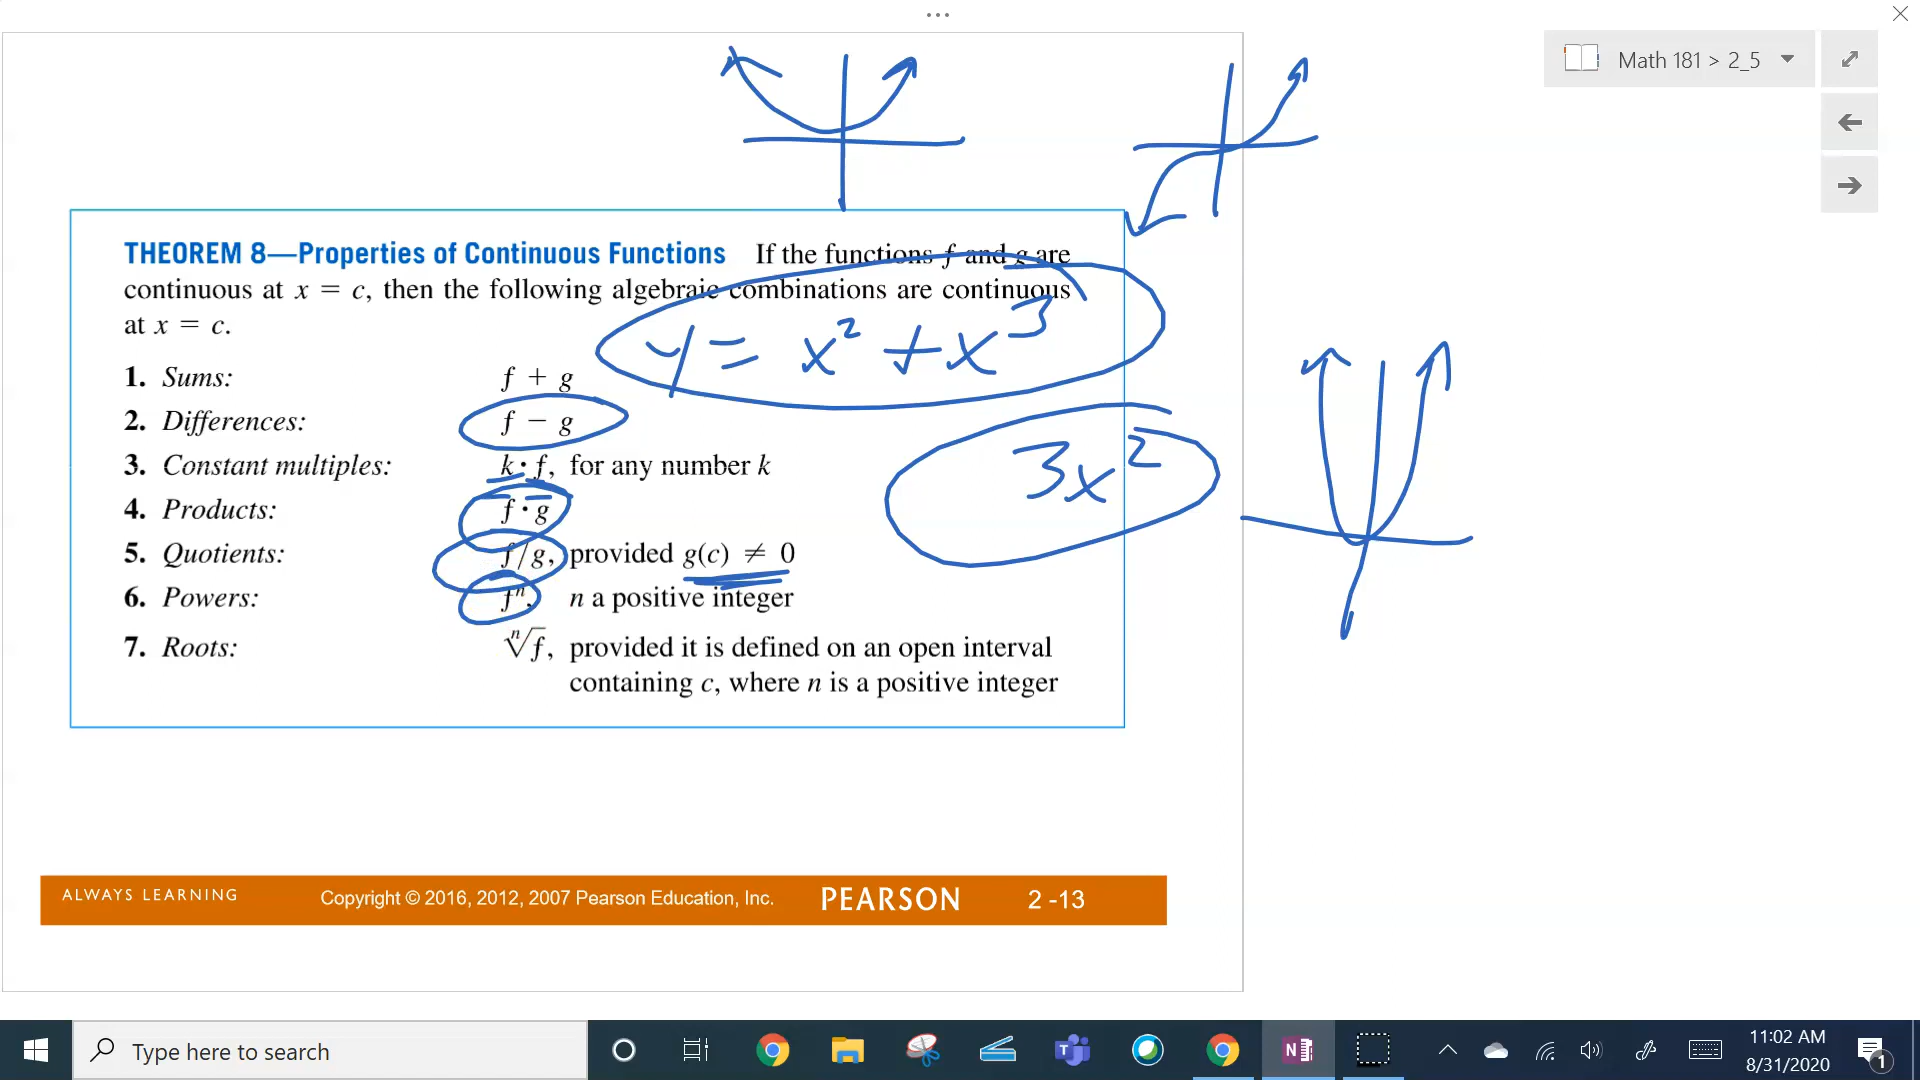 ...
Math 181 > 2_5
THEOREM 8—Properties of Continuous Functions If the functions f and g are
continuous at x = c, then the following algebraic combinations are continuous
at x = c.
y = x² + x³
1. Sums: f + g
2. Differences: f − g
3. Constant multiples: k · f, for any number k
3x²
4. Products: f · g
5. Quotients: f/g, provided g(c) ≠ 0
6. Powers: fⁿ, n a positive integer
7. Roots: ⁿ√f, provided it is defined on an open interval
containing c, where n is a positive integer
ALWAYS LEARNING Copyright © 2016, 2012, 2007 Pearson Education, Inc. PEARSON 2 -13
Type here to search
11:02 AM
8/31/2020
1